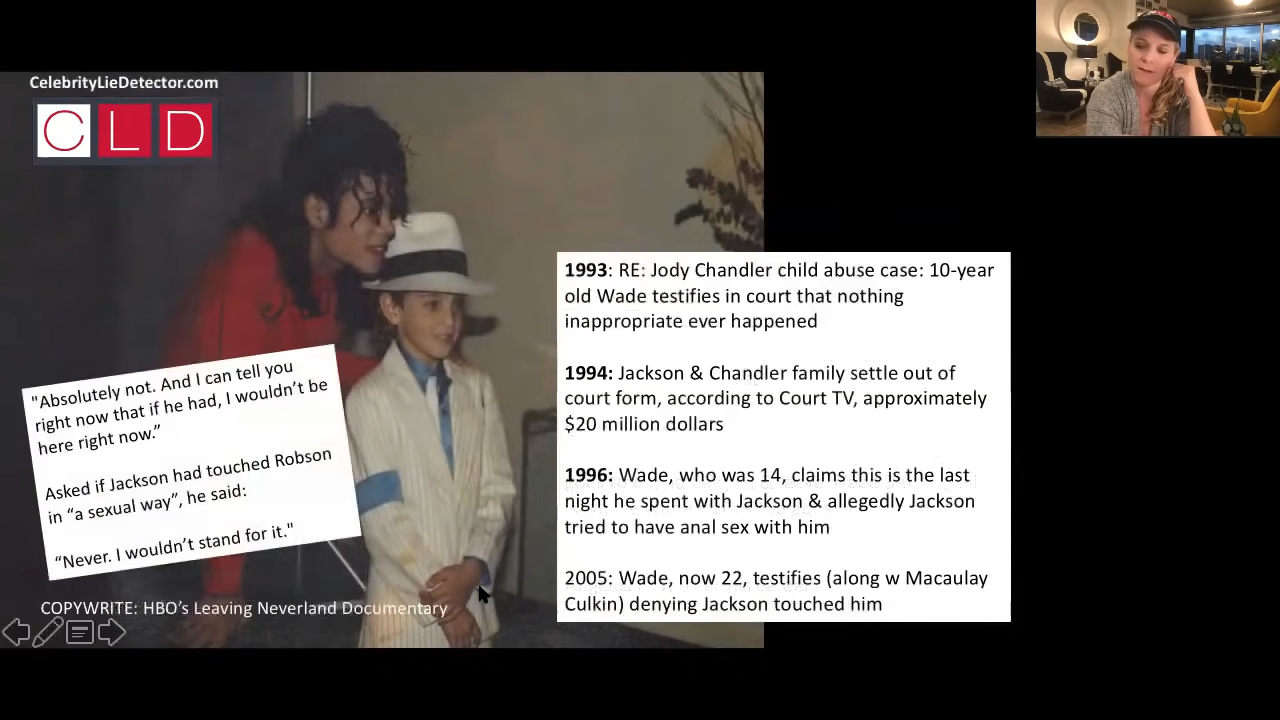 CelebrityLieDetector.com
C L D
"Absolutely not. And I can tell you
right now that if he had, I wouldn't be
here right now.”
Asked if Jackson had touched Robson
in “a sexual way”, he said:
“Never. I wouldn't stand for it."
COPYWRITE: HBO's Leaving Neverland Documentary
1993: RE: Jody Chandler child abuse case: 10-year
old Wade testifies in court that nothing
inappropriate ever happened
1994: Jackson & Chandler family settle out of
court form, according to Court TV, approximately
$20 million dollars
1996: Wade, who was 14, claims this is the last
night he spent with Jackson & allegedly Jackson
tried to have anal sex with him
2005: Wade, now 22, testifies (along w Macaulay
Culkin) denying Jackson touched him